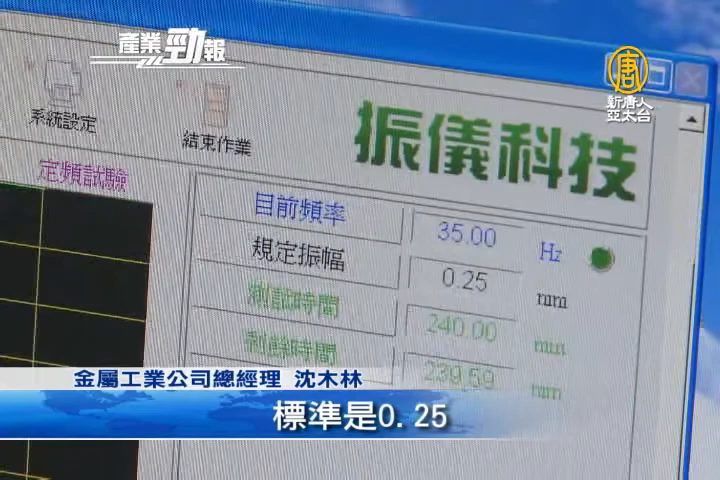 產業勁報
唐
新唐人
亞太台
系統設定
結束作業
振儀科技
定頻試驗
目前頻率 35.00 Hz
規定振幅 0.25 mm
測試時間 240.00 min
剩餘時間 239.59 min
金屬工業公司總經理 沈木林
標準是0.25